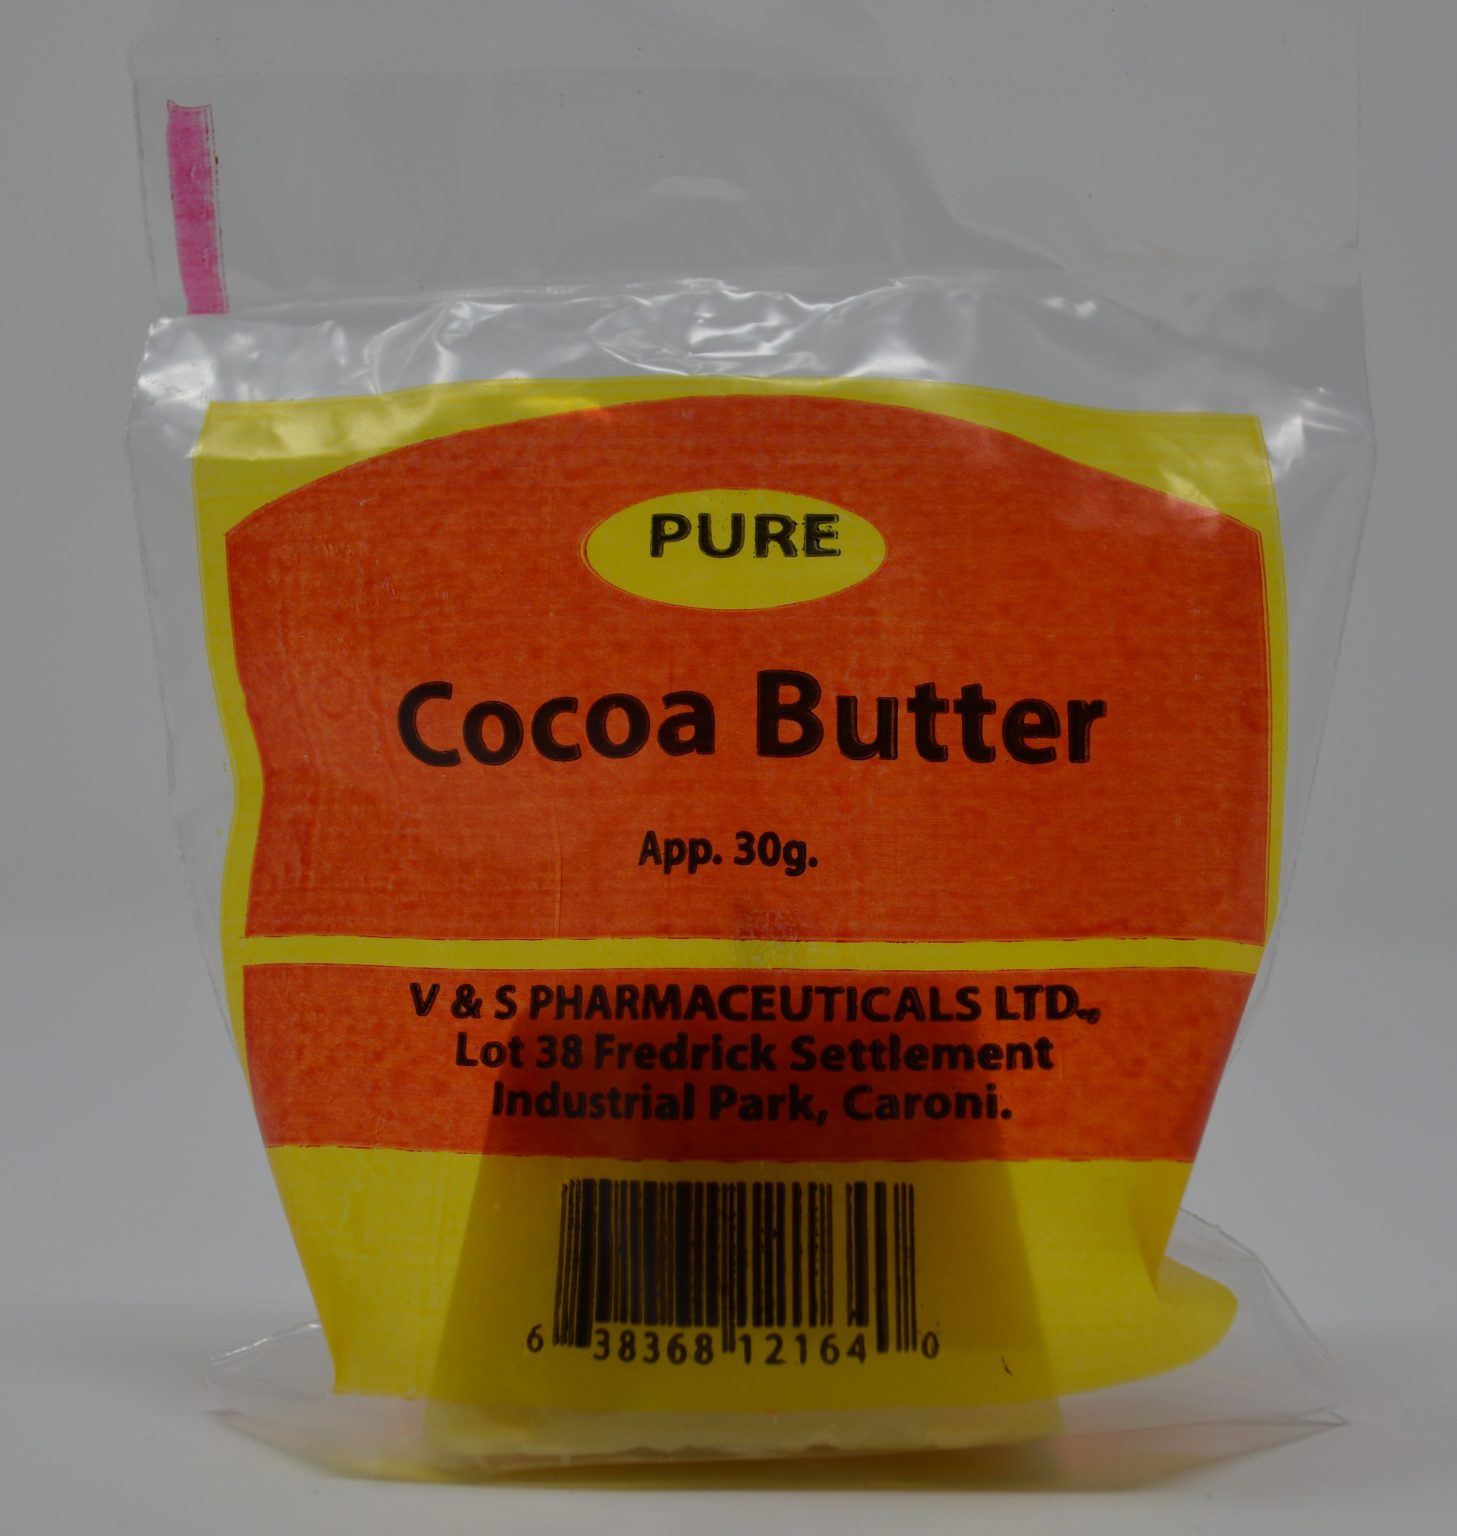 PURE
Cocoa Butter
App. 30g.
V & S PHARMACEUTICALS LTD.,
Lot 38 Fredrick Settlement
Industrial Park, Caroni.
6 38368 12164 0